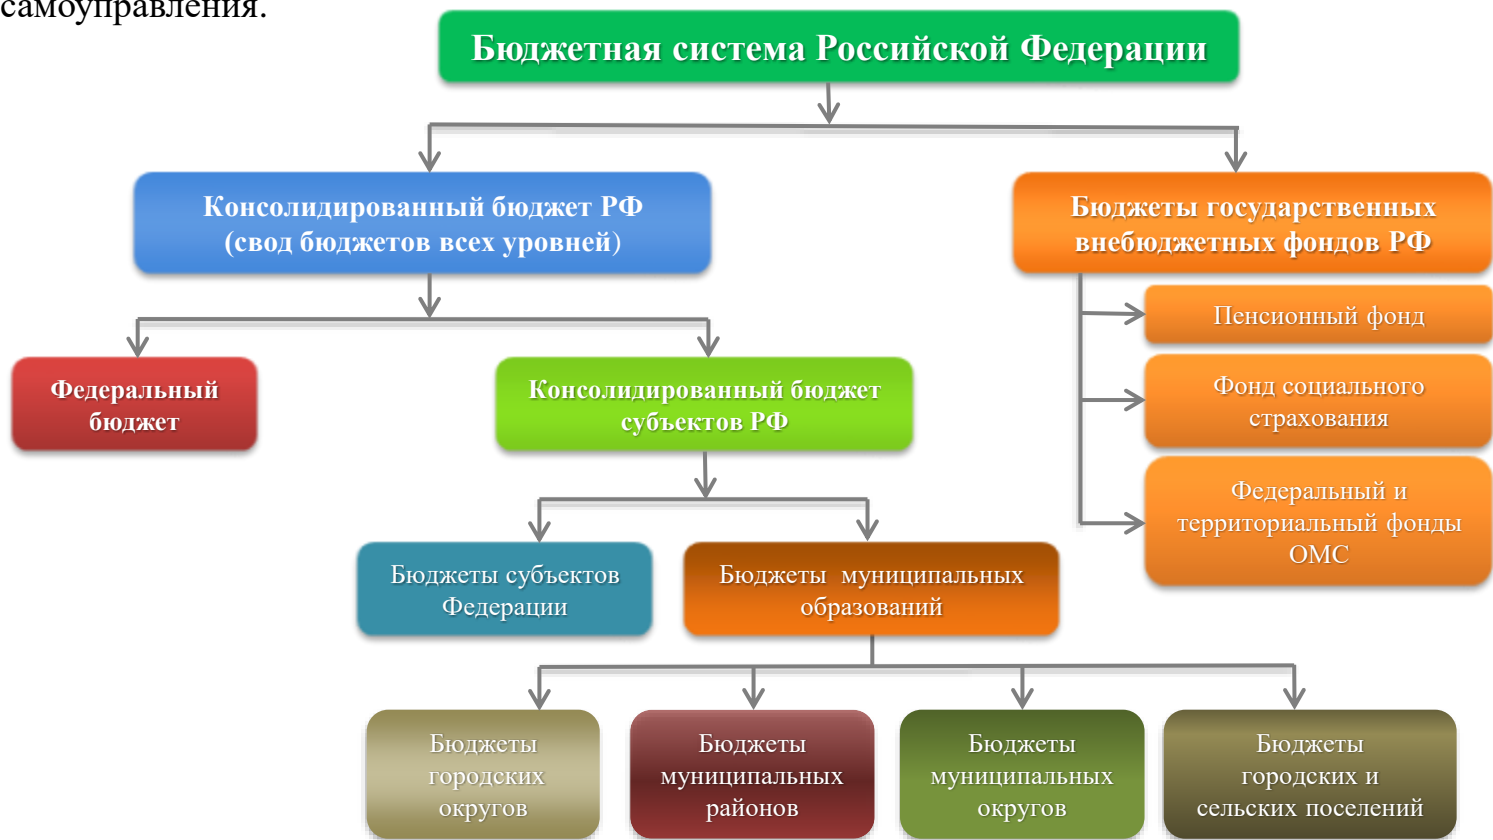 самоуправления.
Бюджетная система Российской Федерации
Консолидированный бюджет РФ
(свод бюджетов всех уровней)
Бюджеты государственных
внебюджетных фондов РФ
Пенсионный фонд
Фонд социального
страхования
Федеральный и
территориальный фонды
ОМС
Федеральный
бюджет
Консолидированный бюджет
субъектов РФ
Бюджеты субъектов
Федерации
Бюджеты муниципальных
образований
Бюджеты
городских
округов
Бюджеты
муниципальных
районов
Бюджеты
муниципальных
округов
Бюджеты
городских и
сельских поселений